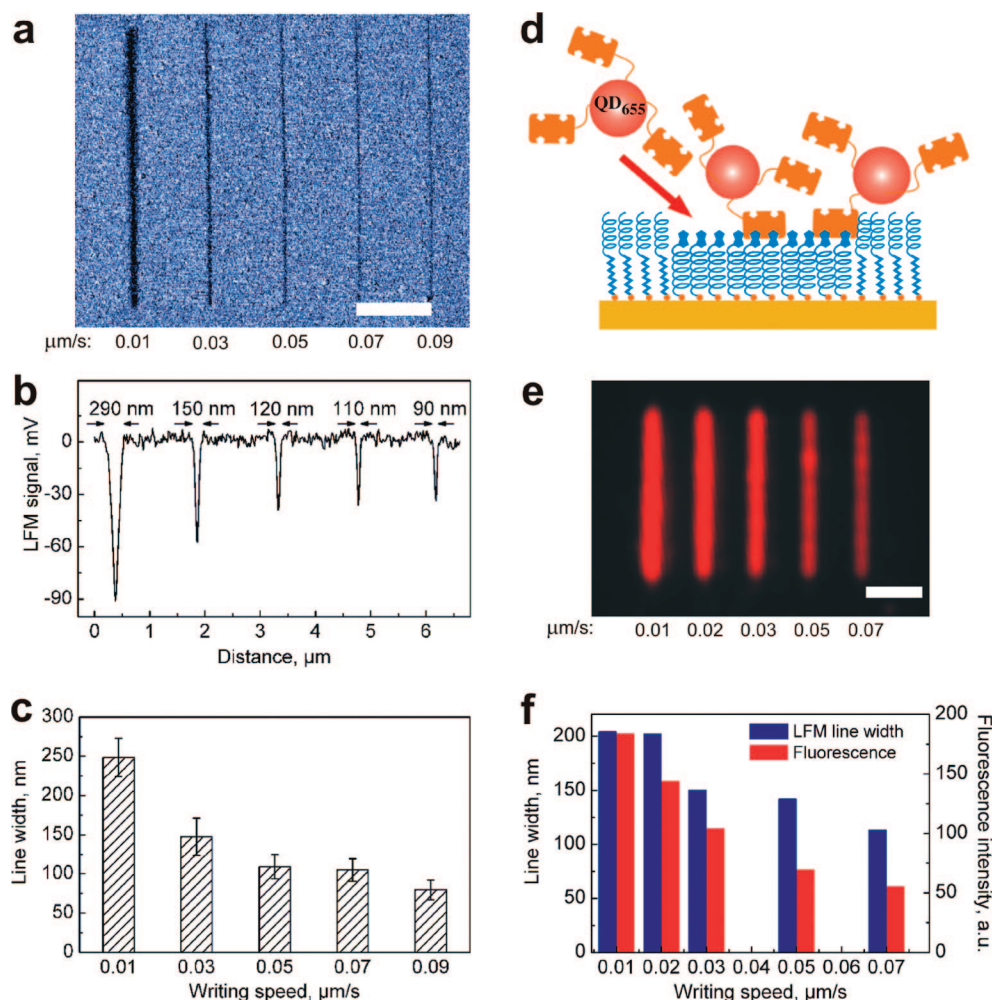 a
μm/s: 0.01 0.03 0.05 0.07 0.09
b
290 nm 150 nm 120 nm 110 nm 90 nm
LFM signal, mV
0
-30
-60
-90
0 1 2 3 4 5 6
Distance, μm
c
Line width, nm
300
250
200
150
100
50
0
0.01 0.03 0.05 0.07 0.09
Writing speed, μm/s
d
QD655
e
μm/s: 0.01 0.02 0.03 0.05 0.07
f
LFM line width
Fluorescence
Line width, nm
200
150
100
50
0
200
150
100
50
0
Fluorescence
intensity, a.u.
0.01 0.02 0.03 0.04 0.05 0.06 0.07
Writing speed, μm/s